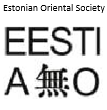 Estonian Oriental Society
EESTI
A 無 O